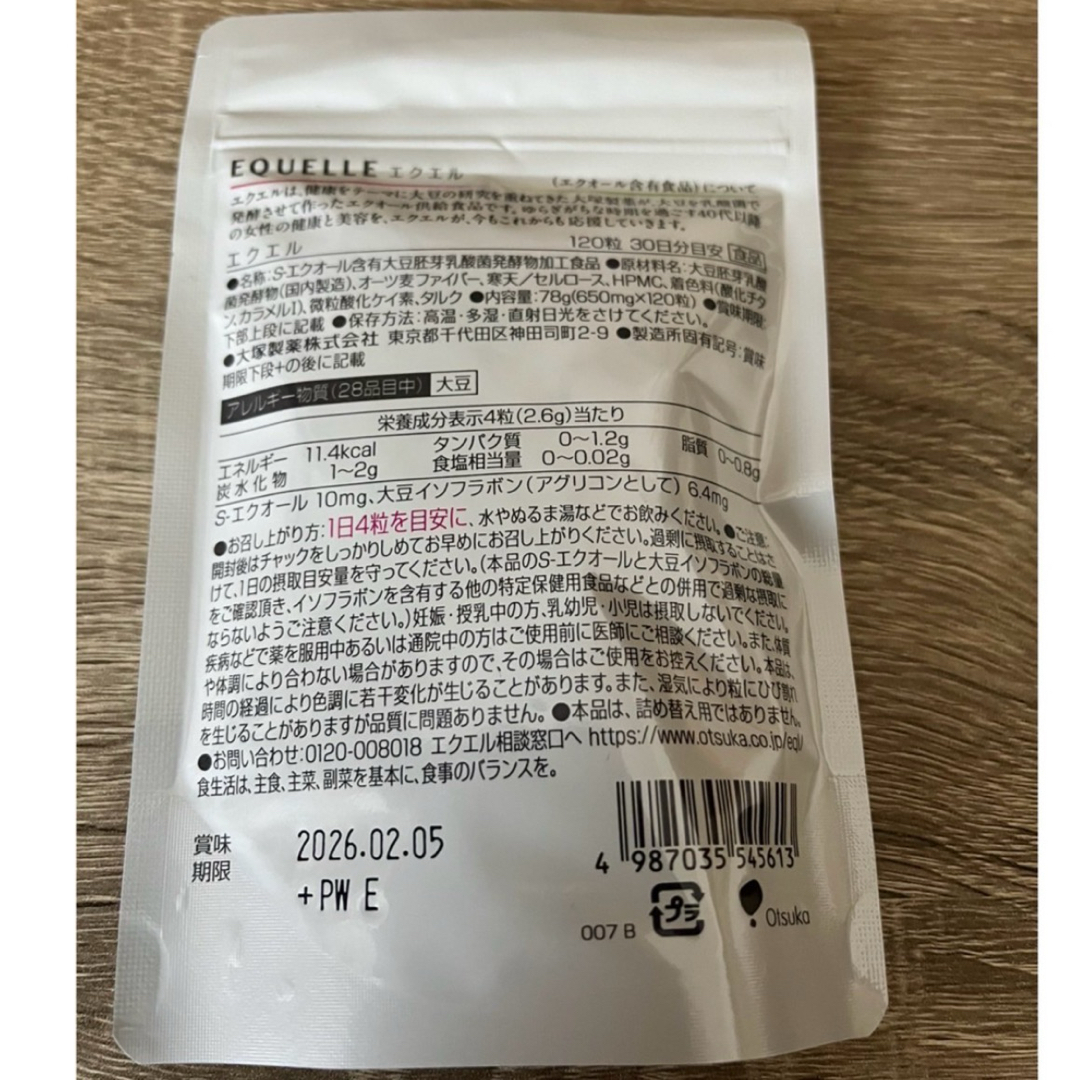 EQUELLE エクエル
(エクオール含有食品)について
エクエルは、健康をテーマに大豆の研究を重ねてきた大塚製薬が、大豆を乳酸菌で
発酵させて作ったエクオール供給食品です。ゆらぎがちな時期を過ごす40代以降
の女性の健康と美容を、エクエルが、今もこれからも応援していきます。
エクエル 120粒 30日分目安 食品
●名称:S-エクオール含有大豆胚芽乳酸菌発酵物加工食品 ●原材料名:大豆胚芽乳酸
菌発酵物(国内製造)、オーツ麦ファイバー、寒天/セルロース、HPMC、着色料(酸化チタ
ン、カラメルI)、微粒酸化ケイ素、タルク ●内容量:78g(650mg×120粒) ●賞味期限:
下部上段に記載 ●保存方法:高温・多湿・直射日光をさけてください。
●大塚製薬株式会社 東京都千代田区神田司町2-9 ●製造所固有記号:賞味
期限下段+の後に記載
アレルギー物質(28品目中) 大豆
栄養成分表示4粒(2.6g)当たり
エネルギー 11.4kcal タンパク質 0～1.2g 脂質 0～0.8g
炭水化物 1～2g 食塩相当量 0～0.02g
S-エクオール 10mg、大豆イソフラボン(アグリコンとして) 6.4mg
●お召し上がり方:1日4粒を目安に、水やぬるま湯などでお飲みください。●ご注意:
開封後はチャックをしっかりしめてお早めにお召し上がりください。過剰に摂取することはさ
けて、1日の摂取目安量を守ってください。(本品のS-エクオールと大豆イソフラボンの総量
をご確認頂き、イソフラボンを含有する他の特定保健用食品などとの併用で過剰な摂取に
ならないようご注意ください。)妊娠・授乳中の方、乳幼児・小児は摂取しないでください。
疾病などで薬を服用中あるいは通院中の方はご使用前に医師にご相談ください。また、体質
や体調により合わない場合がありますので、その場合はご使用をお控えください。本品は、
時間の経過により色調に若干変化が生じることがあります。また、湿気により粒にひび割れ
を生じることがありますが品質に問題ありません。●本品は、詰め替え用ではありません。
●お問い合わせ:0120-008018 エクエル相談窓口へ https://www.otsuka.co.jp/eql/
食生活は、主食、主菜、副菜を基本に、食事のバランスを。
賞味
期限
2026.02.05
+PW E
4 987035 545613
007 B プラ Otsuka